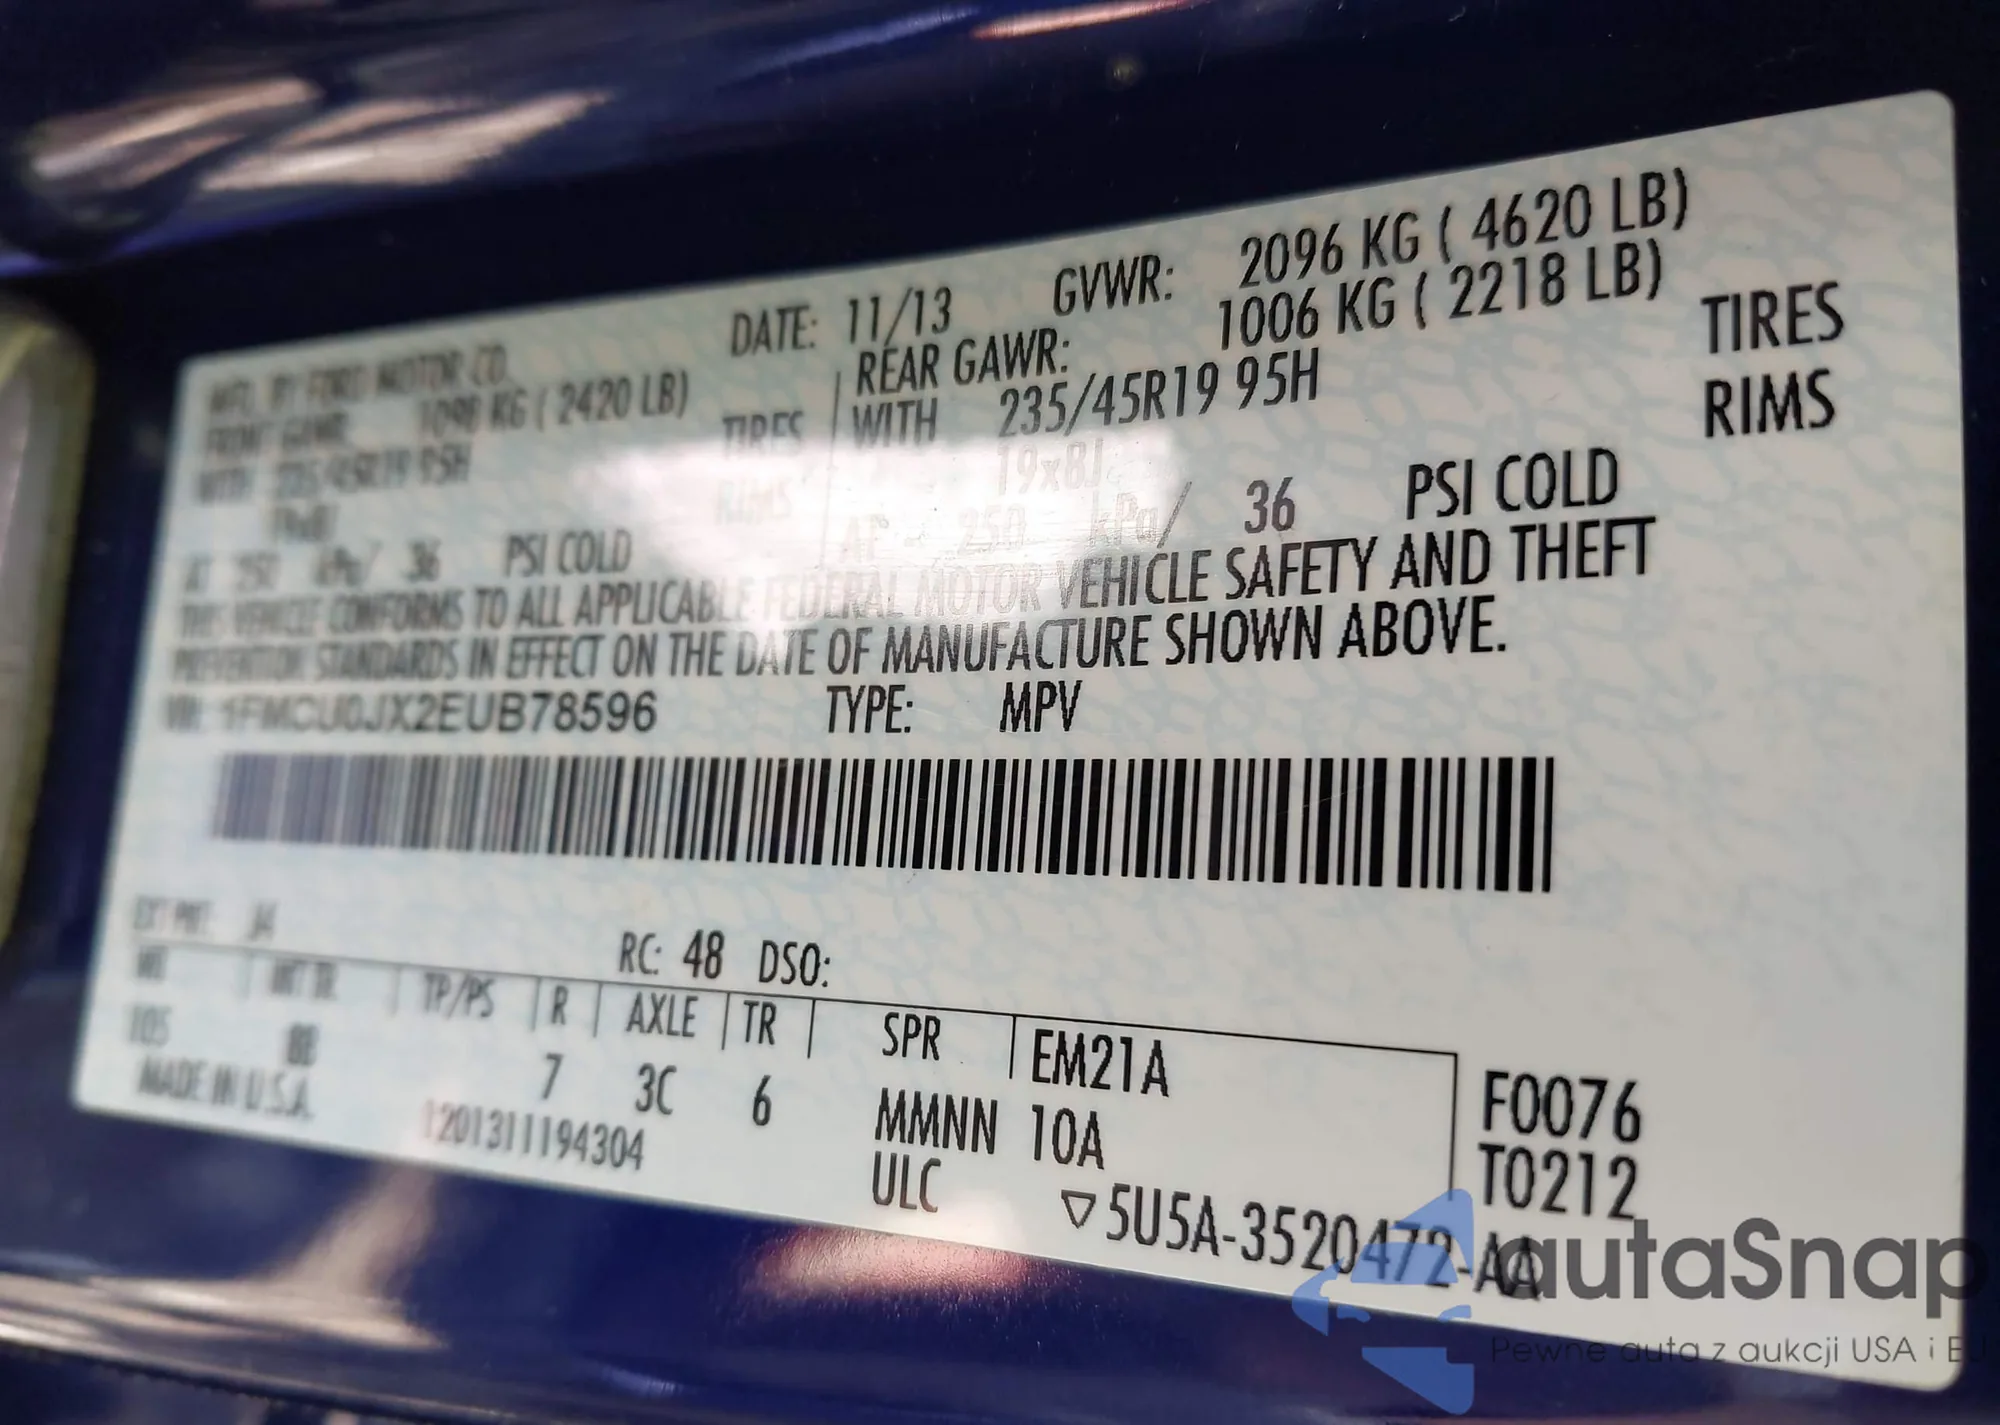 MFD. BY FORD MOTOR CO. DATE: 11/13 GVWR: 2096 KG ( 4620 LB)
FRONT GAWR: 1098 KG ( 2420 LB) REAR GAWR: 1006 KG ( 2218 LB)
WITH 235/45R19 95H TIRES WITH 235/45R19 95H TIRES
19x8J RIMS 19x8J RIMS
AT 250 kPa/ 36 PSI COLD AT 250 kPa/ 36 PSI COLD
THIS VEHICLE CONFORMS TO ALL APPLICABLE FEDERAL MOTOR VEHICLE SAFETY AND THEFT
PREVENTION STANDARDS IN EFFECT ON THE DATE OF MANUFACTURE SHOWN ABOVE.
VIN: 1FMCU0JX2EUB78596 TYPE: MPV
EXT PNT: J4 RC: 48 DSO:
WB INT TR TP/PS R AXLE TR SPR EM21A F0076
105 8B 7 3C 6 MMNN 10A T0212
MADE IN U.S.A. 1201311194304 ULC ▽5U5A-3520472-AA
autaSnap
Pewne auta z aukcji USA i EU